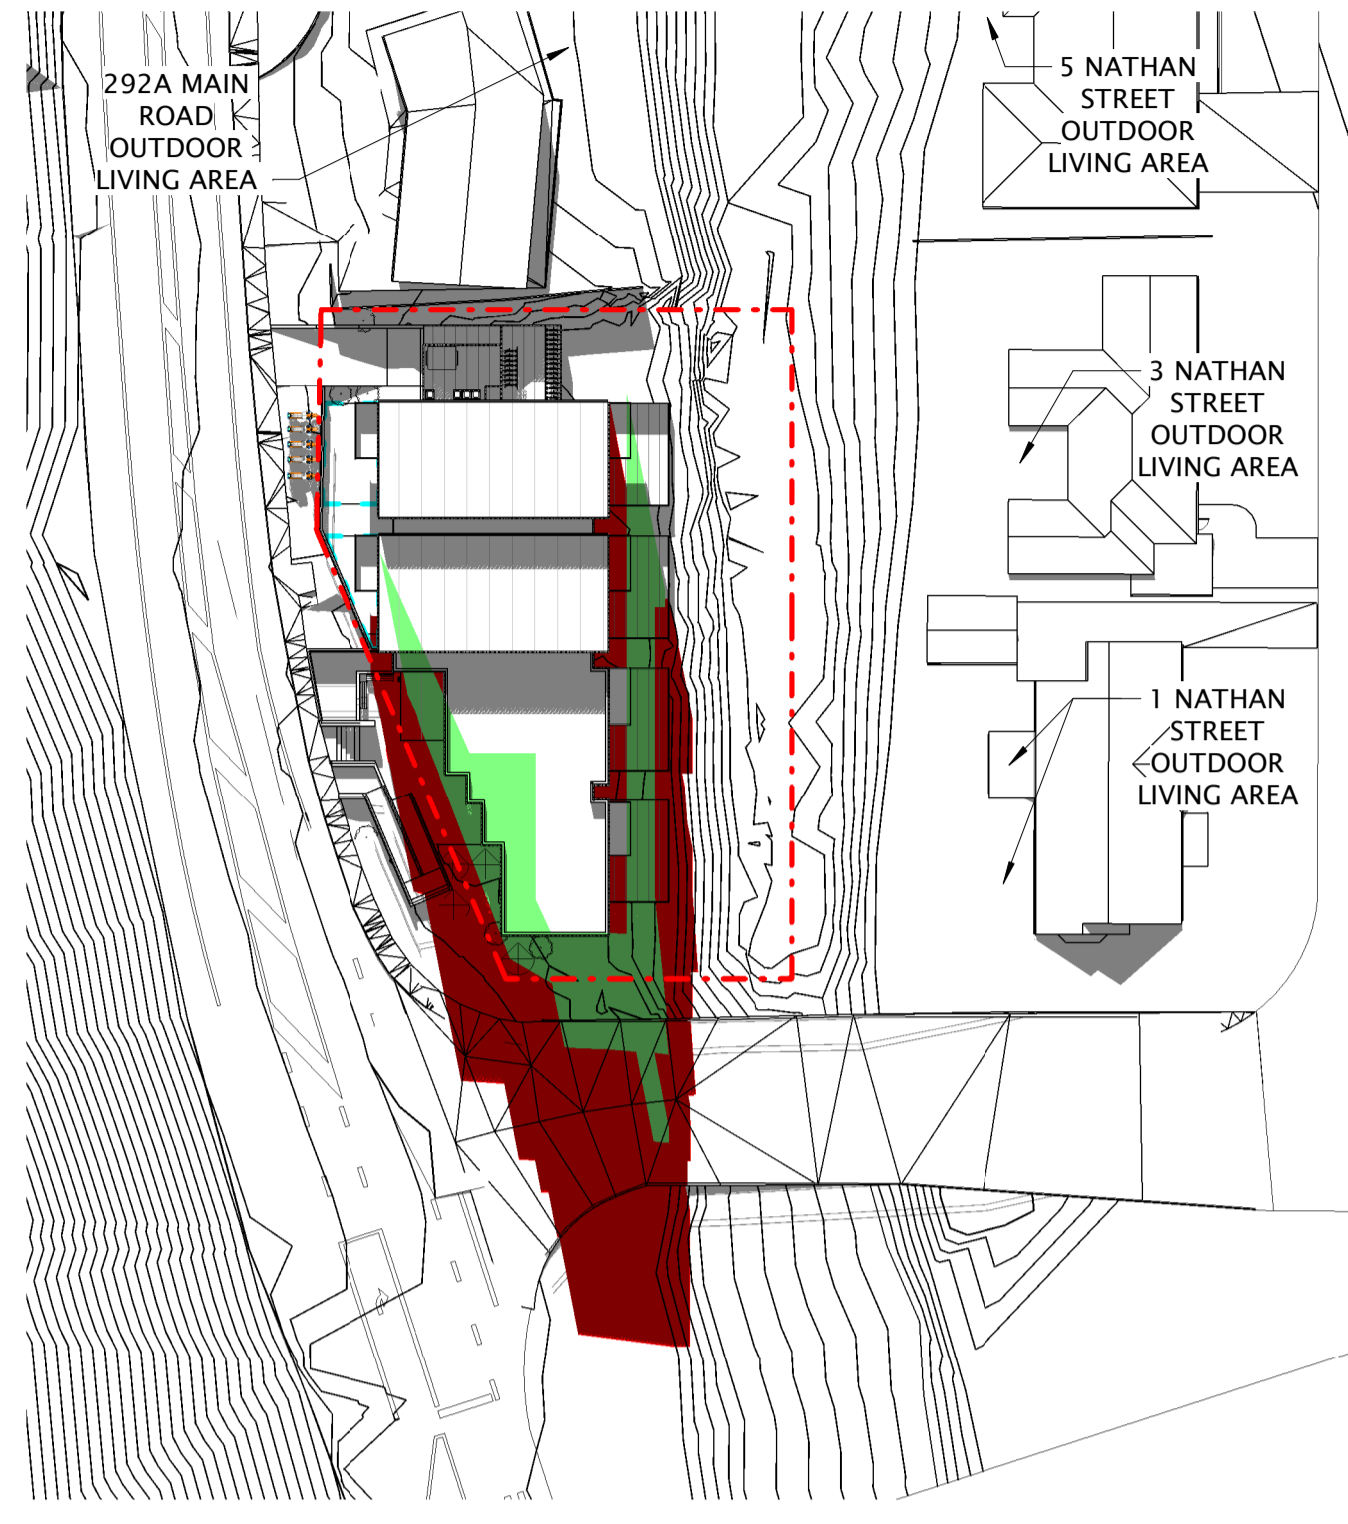 292A MAIN
ROAD
OUTDOOR
LIVING AREA
5 NATHAN
STREET
OUTDOOR
LIVING AREA
3 NATHAN
STREET
OUTDOOR
LIVING AREA
1 NATHAN
STREET
OUTDOOR
LIVING AREA